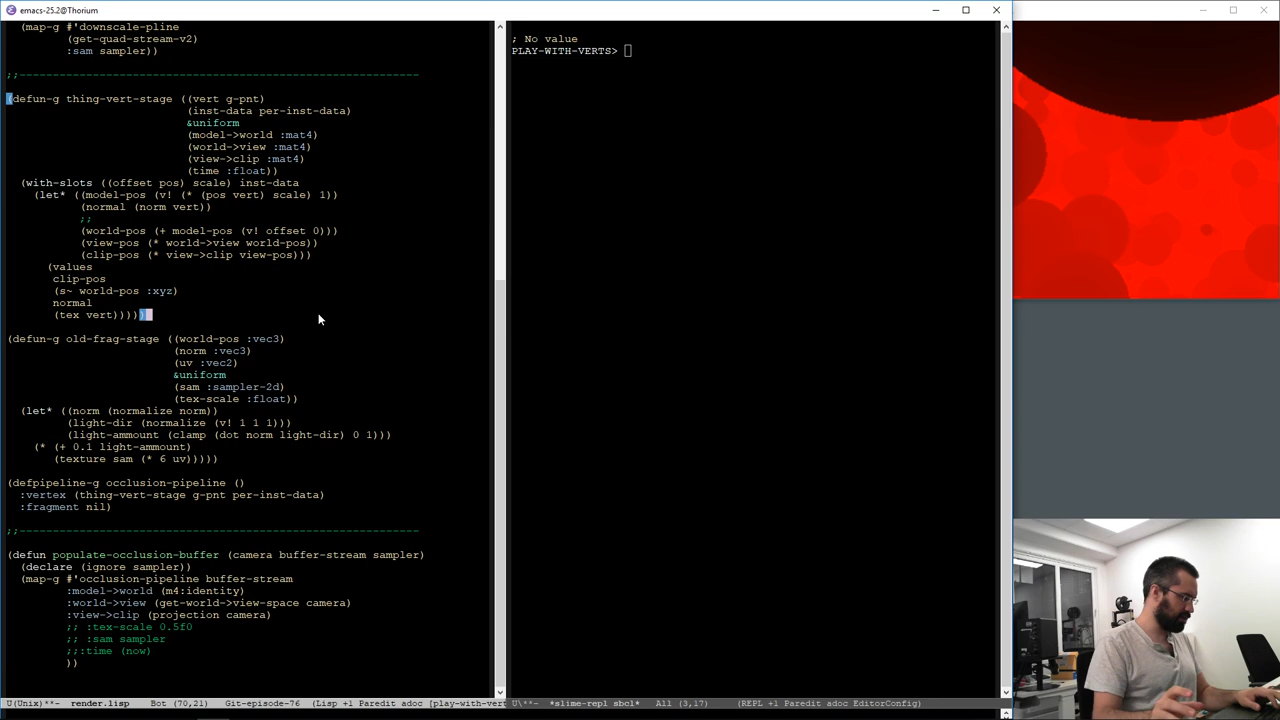 emacs-25.2@Thorium
(map-g #'downscale-pline
(get-quad-stream-v2)
:sam sampler))
;;------------------------------------------------------------
(defun-g thing-vert-stage ((vert g-pnt)
(inst-data per-inst-data)
&uniform
(model->world :mat4)
(world->view :mat4)
(view->clip :mat4)
(time :float))
(with-slots ((offset pos) scale) inst-data
(let* ((model-pos (v! (* (pos vert) scale) 1))
(normal (norm vert))
;;
(world-pos (+ model-pos (v! offset 0)))
(view-pos (* world->view world-pos))
(clip-pos (* view->clip view-pos)))
(values
clip-pos
(s~ world-pos :xyz)
normal
(tex vert)))))
(defun-g old-frag-stage ((world-pos :vec3)
(norm :vec3)
(uv :vec2)
&uniform
(sam :sampler-2d)
(tex-scale :float))
(let* ((norm (normalize norm))
(light-dir (normalize (v! 1 1 1)))
(light-ammount (clamp (dot norm light-dir) 0 1)))
(* (+ 0.1 light-ammount)
(texture sam (* 6 uv)))))
(defpipeline-g occlusion-pipeline ()
:vertex (thing-vert-stage g-pnt per-inst-data)
:fragment nil)
;;------------------------------------------------------------
(defun populate-occlusion-buffer (camera buffer-stream sampler)
(declare (ignore sampler))
(map-g #'occlusion-pipeline buffer-stream
:model->world (m4:identity)
:world->view (get-world->view-space camera)
:view->clip (projection camera)
;; :tex-scale 0.5f0
;; :sam sampler
;;:time (now)
))
U(Unix)**- render.lisp Bot (70,21) Git-episode-76 (Lisp +l Paredit adoc [play-with-vert
; No value
PLAY-WITH-VERTS>
U\**- *slime-repl sbcl* All (3,17) (REPL +l Paredit adoc EditorConfig)